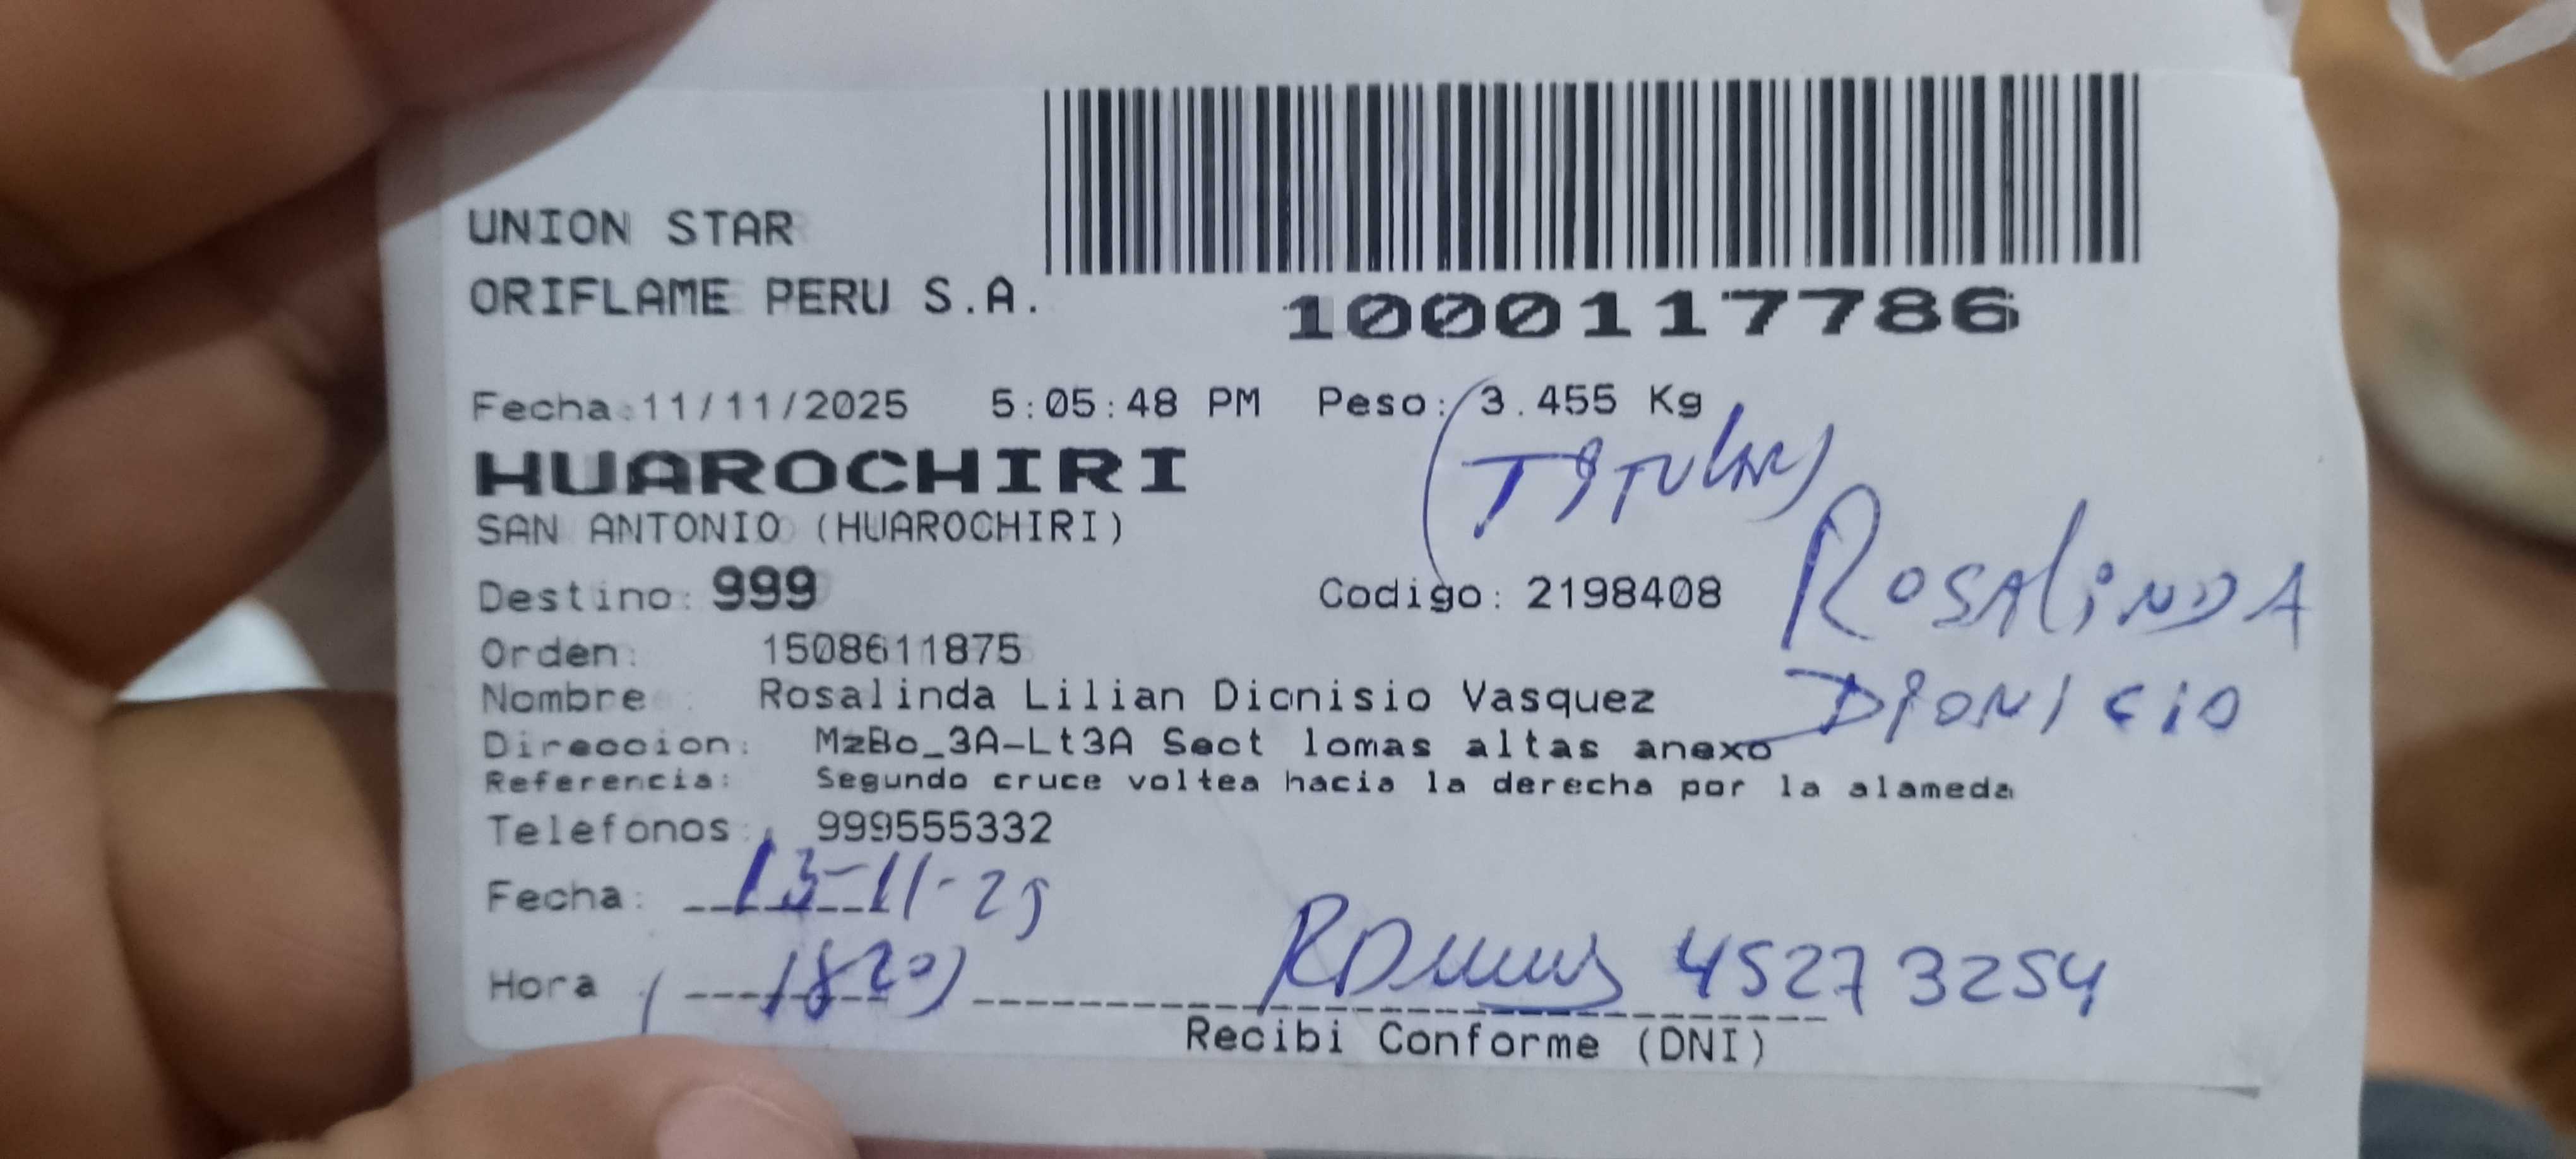 UNION STAR
ORIFLAME PERU S.A.
1000117786
Fecha:11/11/2025 5:05:48 PM Peso: 3.455 Kg
HUAROCHIRI
(TITULAR)
SAN ANTONIO (HUAROCHIRI)
Destino: 999 Codigo: 2198408
ROSALINDA
Orden: 1508611875
Nombre : Rosalinda Lilian Dionisio Vasquez
DIONICIO
Direccion: MzBo_3A-Lt3A Sect lomas altas anexo
Referencia: Segundo cruce voltea hacia la derecha por la alameda
Telefonos: 999555332
Fecha: 13-11-25
Hora (1820) 45273254
Recibi Conforme (DNI)